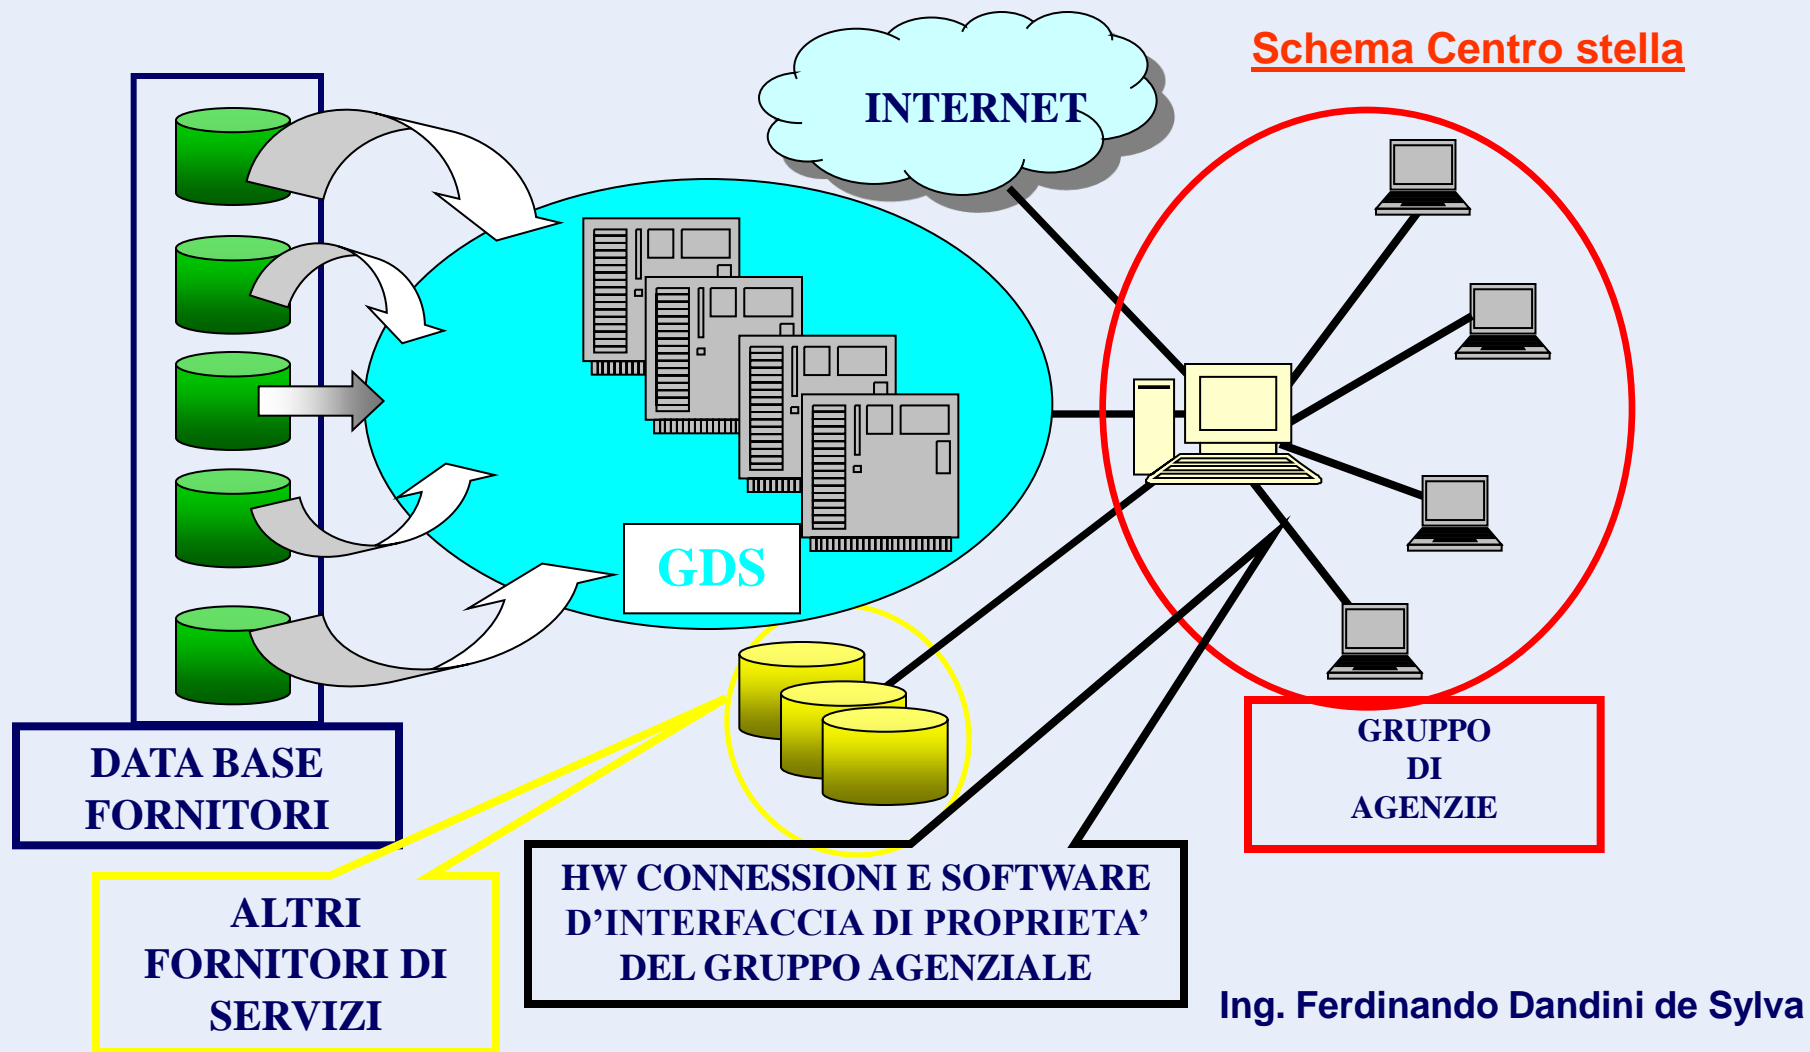 Schema Centro stella
INTERNET
GDS
DATA BASE
FORNITORI
GRUPPO
DI
AGENZIE
ALTRI
FORNITORI DI
SERVIZI
HW CONNESSIONI E SOFTWARE
D’INTERFACCIA DI PROPRIETA’
DEL GRUPPO AGENZIALE
Ing. Ferdinando Dandini de Sylva